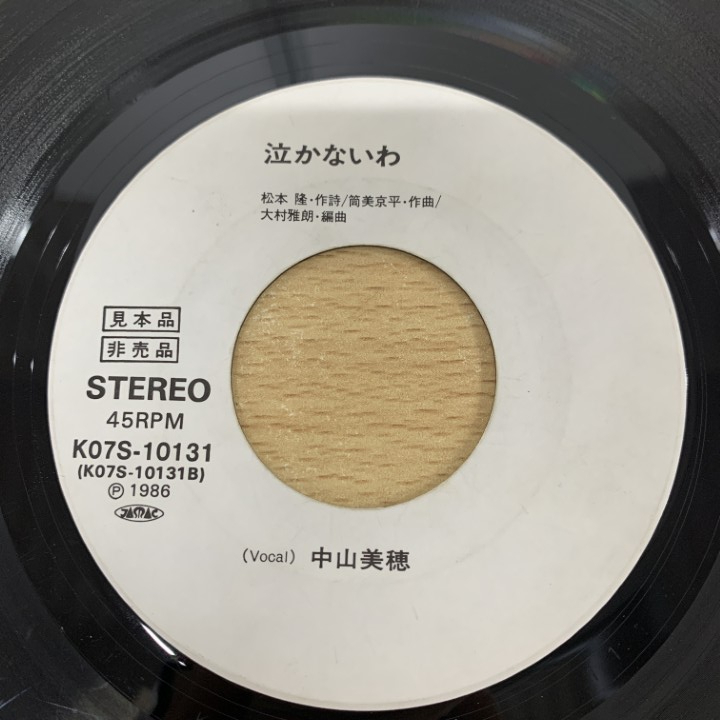 泣かないわ
松本 隆・作詩/筒美京平・作曲/
大村雅朗・編曲
見本品
非売品
STEREO
45RPM
K07S-10131
(K07S-10131B)
Ⓟ 1986
JASRAC
(Vocal) 中山美穂